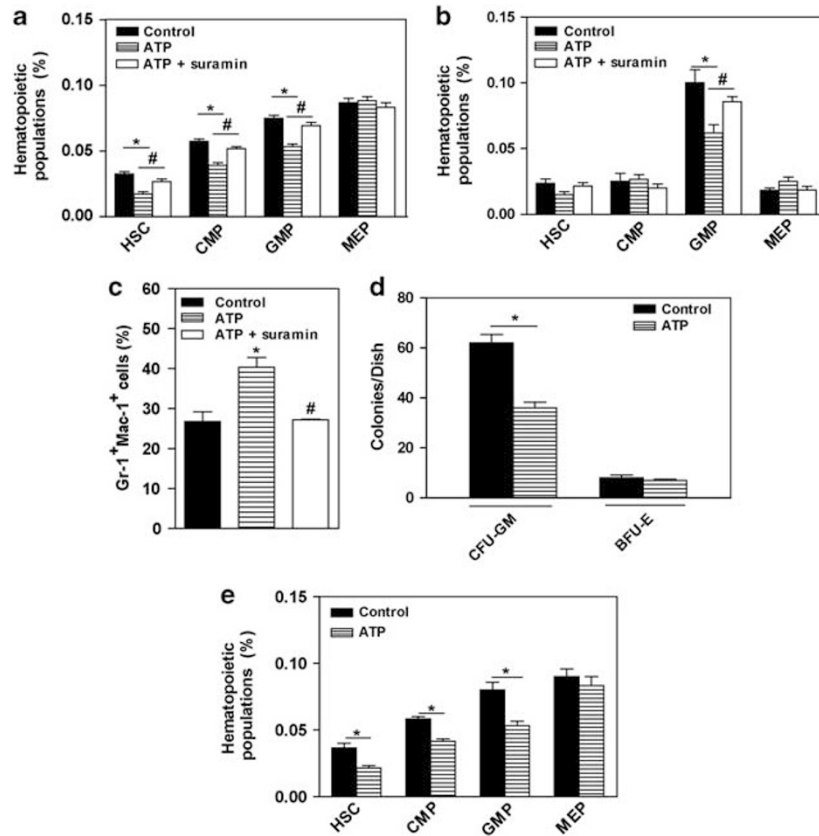 a
Hematopoietic
populations (%)
0.15
0.10
0.05
0.00
Control
ATP
ATP + suramin
*
#
*
#
*
#
HSC
CMP
GMP
MEP
b
Hematopoietic
populations (%)
0.15
0.10
0.05
0.00
Control
ATP
ATP + suramin
*
#
HSC
CMP
GMP
MEP
c
Gr-1+Mac-1+ cells (%)
60
50
40
30
20
10
0
Control
ATP
ATP + suramin
*
#
d
Colonies/Dish
80
60
40
20
0
Control
ATP
*
CFU-GM
BFU-E
e
Hematopoietic
populations (%)
0.15
0.10
0.05
0.00
Control
ATP
*
*
*
HSC
CMP
GMP
MEP